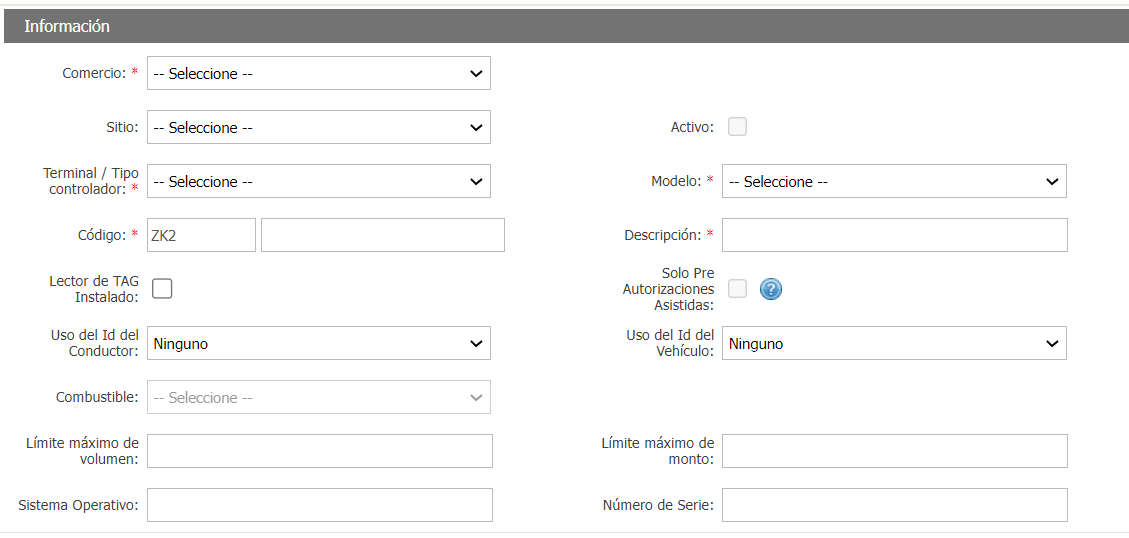 Información
Comercio: * -- Seleccione --
Sitio: -- Seleccione -- Activo:
Terminal / Tipo
controlador: * -- Seleccione -- Modelo: * -- Seleccione --
Código: * ZK2 Descripción: *
Lector de TAG
Instalado:
Solo Pre
Autorizaciones
Asistidas: ?
Uso del Id del
Conductor: Ninguno
Uso del Id del
Vehículo: Ninguno
Combustible: -- Seleccione --
Límite máximo de
volumen:
Límite máximo de
monto:
Sistema Operativo: Número de Serie: